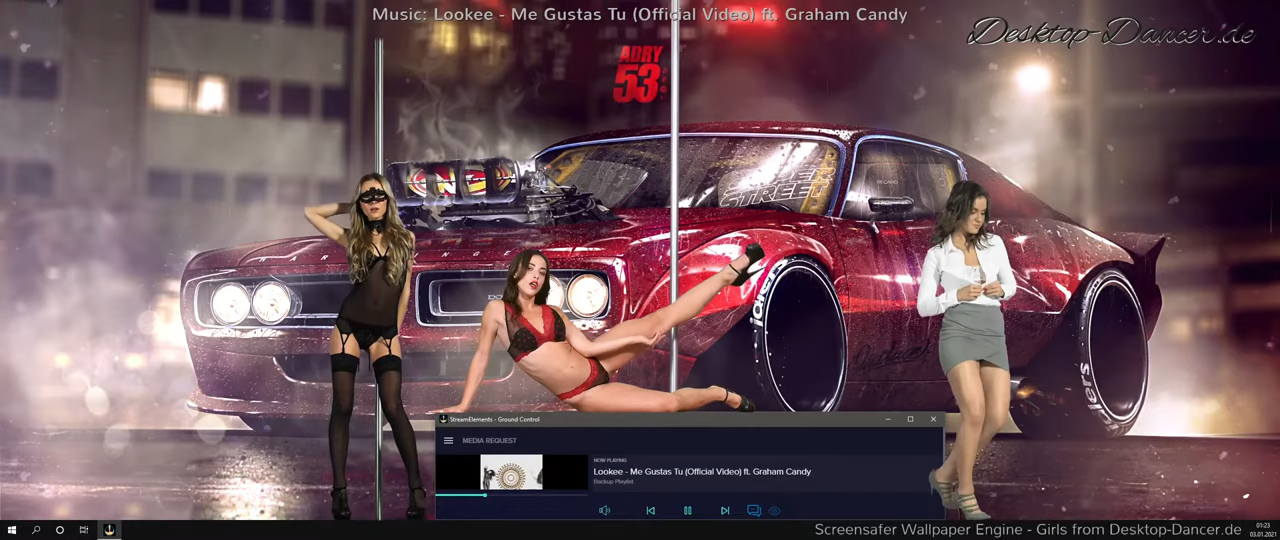 Music: Lookee - Me Gustas Tu (Official Video) ft. Graham Candy
Desktop-Dancer.de
ADRY
53
STREET
StreamElements - Ground Control
MEDIA REQUEST
NOW PLAYING
Lookee - Me Gustas Tu (Official Video) ft. Graham Candy
Backup Playlist
Screensafer Wallpaper Engine - Girls from Desktop-Dancer.de
01:23
03.01.2021